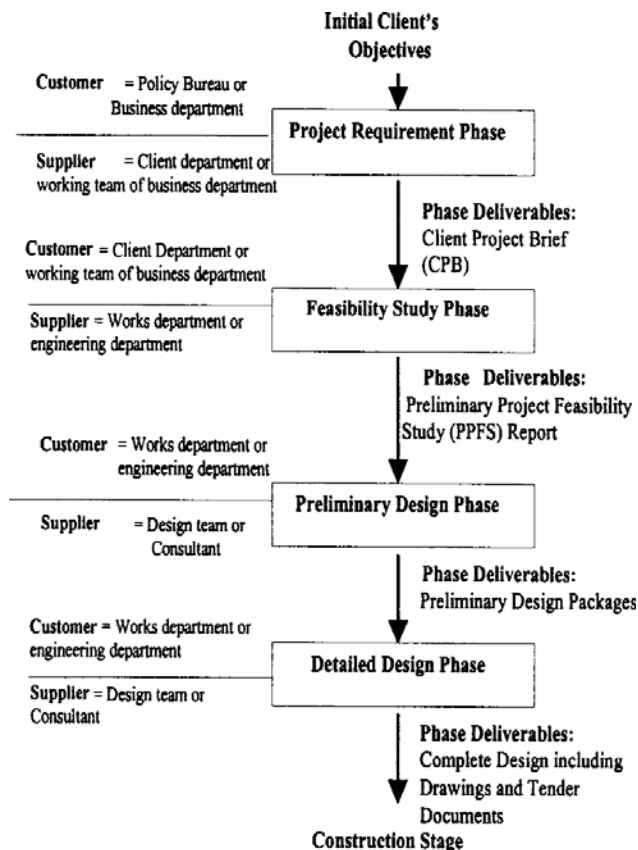 Initial Client's
Objectives
Customer = Policy Bureau or
Business department
Project Requirement Phase
Supplier = Client department or
working team of business department
Phase Deliverables:
Client Project Brief
(CPB)
Customer = Client Department or
working team of business department
Feasibility Study Phase
Supplier = Works department or
engineering department
Phase Deliverables:
Preliminary Project Feasibility
Study (PPFS) Report
Customer = Works department or
engineering department
Preliminary Design Phase
Supplier = Design team or
Consultant
Phase Deliverables:
Preliminary Design Packages
Customer = Works department or
engineering department
Detailed Design Phase
Supplier = Design team or
Consultant
Phase Deliverables:
Complete Design including
Drawings and Tender
Documents
Construction Stage